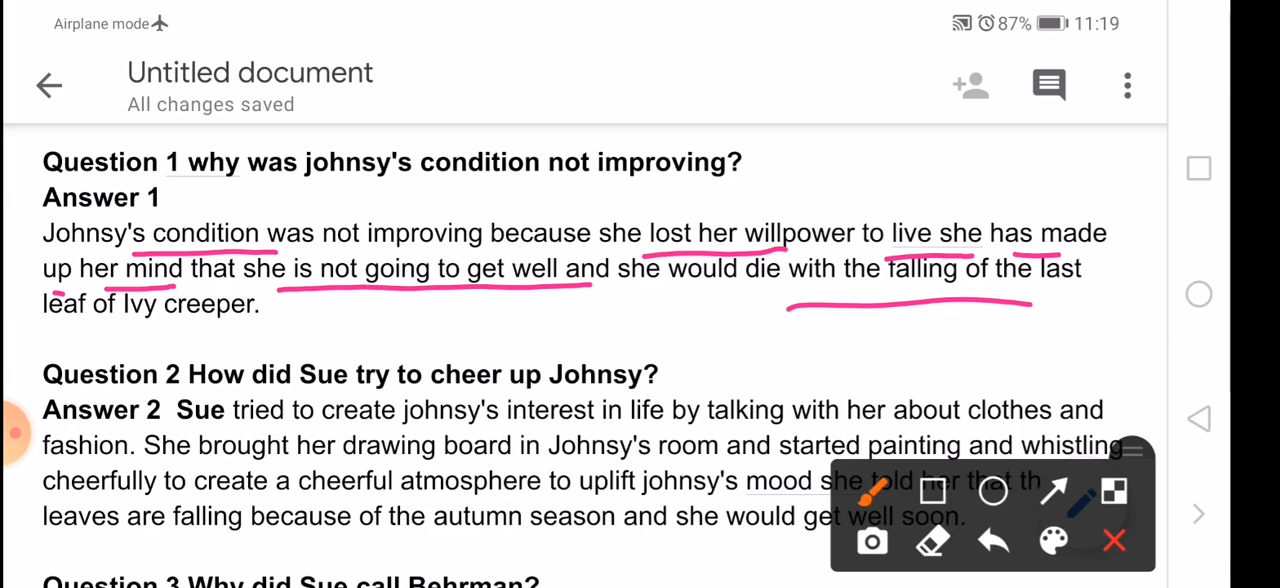 Airplane mode 87% 11:19
Untitled document
All changes saved
Question 1 why was johnsy's condition not improving?
Answer 1
Johnsy's condition was not improving because she lost her willpower to live she has made
up her mind that she is not going to get well and she would die with the falling of the last
leaf of Ivy creeper.
Question 2 How did Sue try to cheer up Johnsy?
Answer 2 Sue tried to create johnsy's interest in life by talking with her about clothes and
fashion. She brought her drawing board in Johnsy's room and started painting and whistling
cheerfully to create a cheerful atmosphere to uplift johnsy's mood she told her that th
leaves are falling because of the autumn season and she would get well soon.
Question 3 Why did Sue call Behrman?